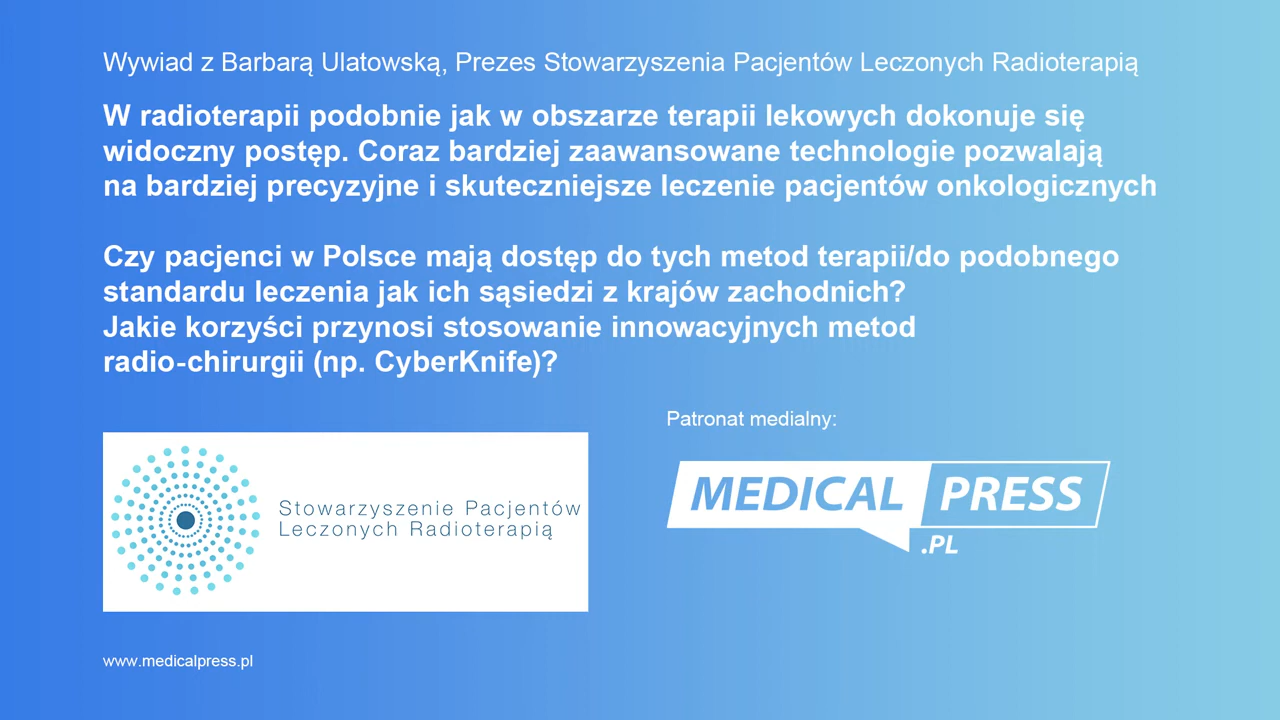 Wywiad z Barbarą Ulatowską, Prezes Stowarzyszenia Pacjentów Leczonych Radioterapią
W radioterapii podobnie jak w obszarze terapii lekowych dokonuje się
widoczny postęp. Coraz bardziej zaawansowane technologie pozwalają
na bardziej precyzyjne i skuteczniejsze leczenie pacjentów onkologicznych
Czy pacjenci w Polsce mają dostęp do tych metod terapii/do podobnego
standardu leczenia jak ich sąsiedzi z krajów zachodnich?
Jakie korzyści przynosi stosowanie innowacyjnych metod
radio-chirurgii (np. CyberKnife)?
Stowarzyszenie Pacjentów
Leczonych Radioterapią
Patronat medialny:
MEDICAL PRESS
.PL
www.medicalpress.pl